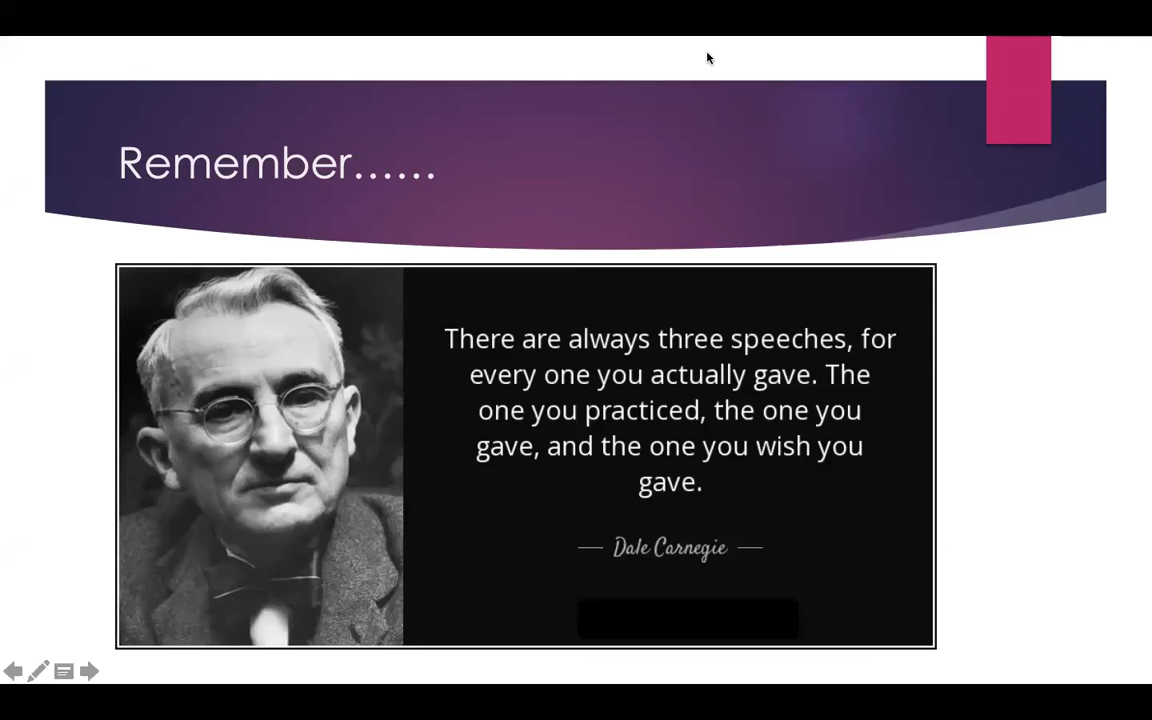 Remember......
There are always three speeches, for
every one you actually gave. The
one you practiced, the one you
gave, and the one you wish you
gave.
— Dale Carnegie —